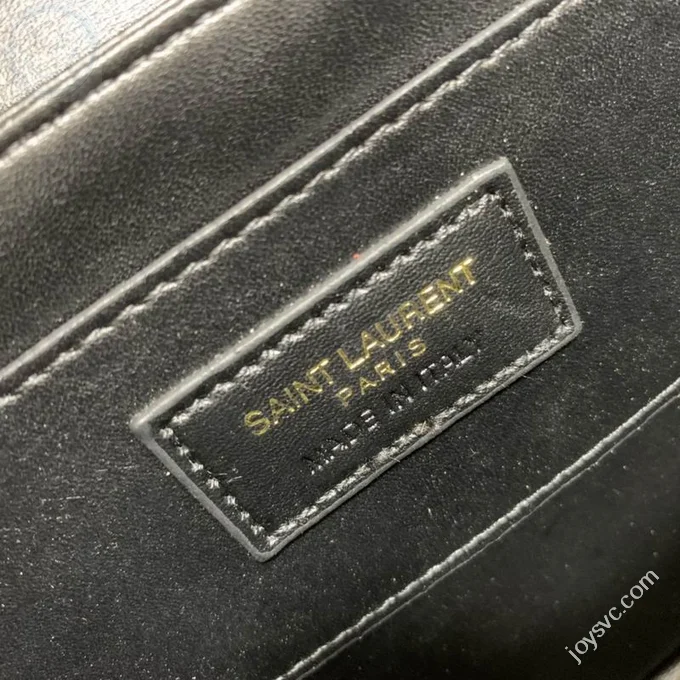 SAINT LAURENT
PARIS
MADE IN ITALY
joysvc.com